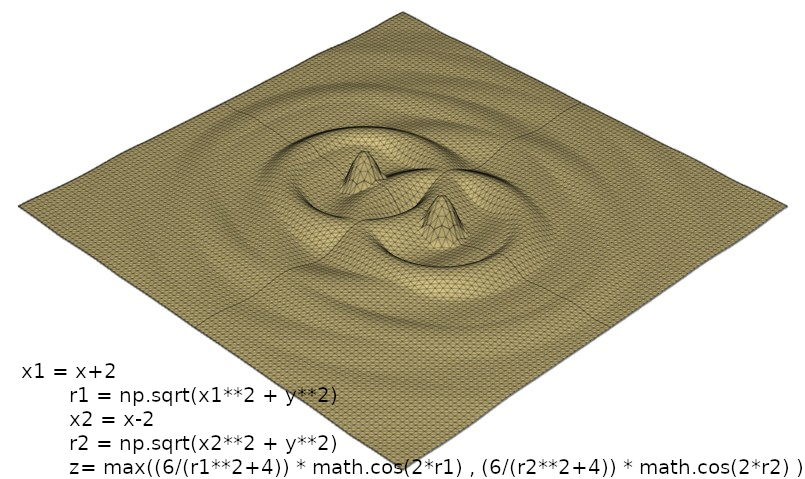 x1 = x+2
r1 = np.sqrt(x1**2 + y**2)
x2 = x-2
r2 = np.sqrt(x2**2 + y**2)
z= max((6/(r1**2+4)) * math.cos(2*r1) , (6/(r2**2+4)) * math.cos(2*r2) )